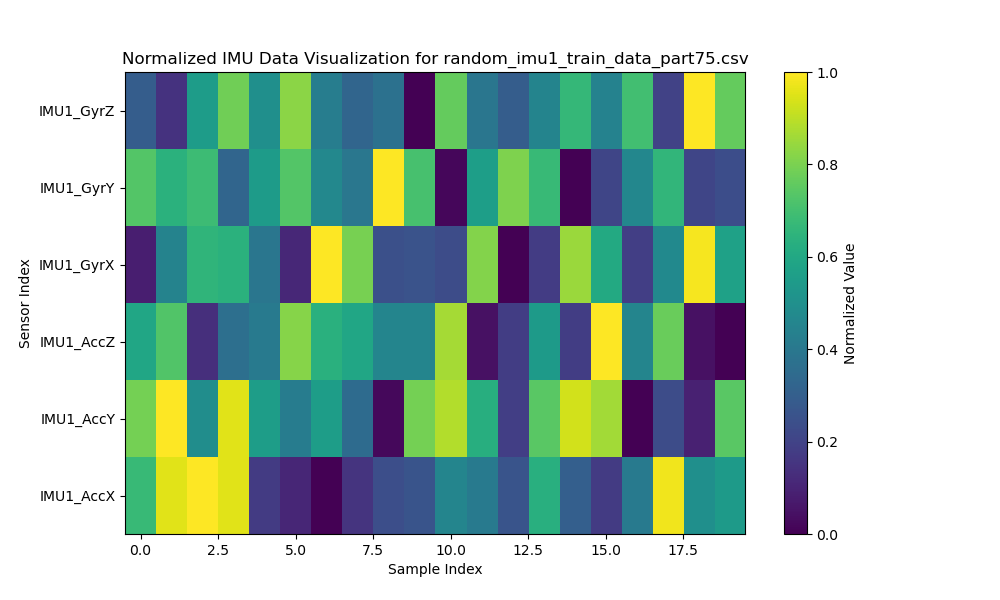 Normalized IMU Data Visualization for random_imu1_train_data_part75.csv
IMU1_GyrZ
IMU1_GyrY
IMU1_GyrX
IMU1_AccZ
IMU1_AccY
IMU1_AccX
Sensor Index
0.0 2.5 5.0 7.5 10.0 12.5 15.0 17.5
Sample Index
1.0
0.8
0.6
0.4
0.2
0.0
Normalized Value